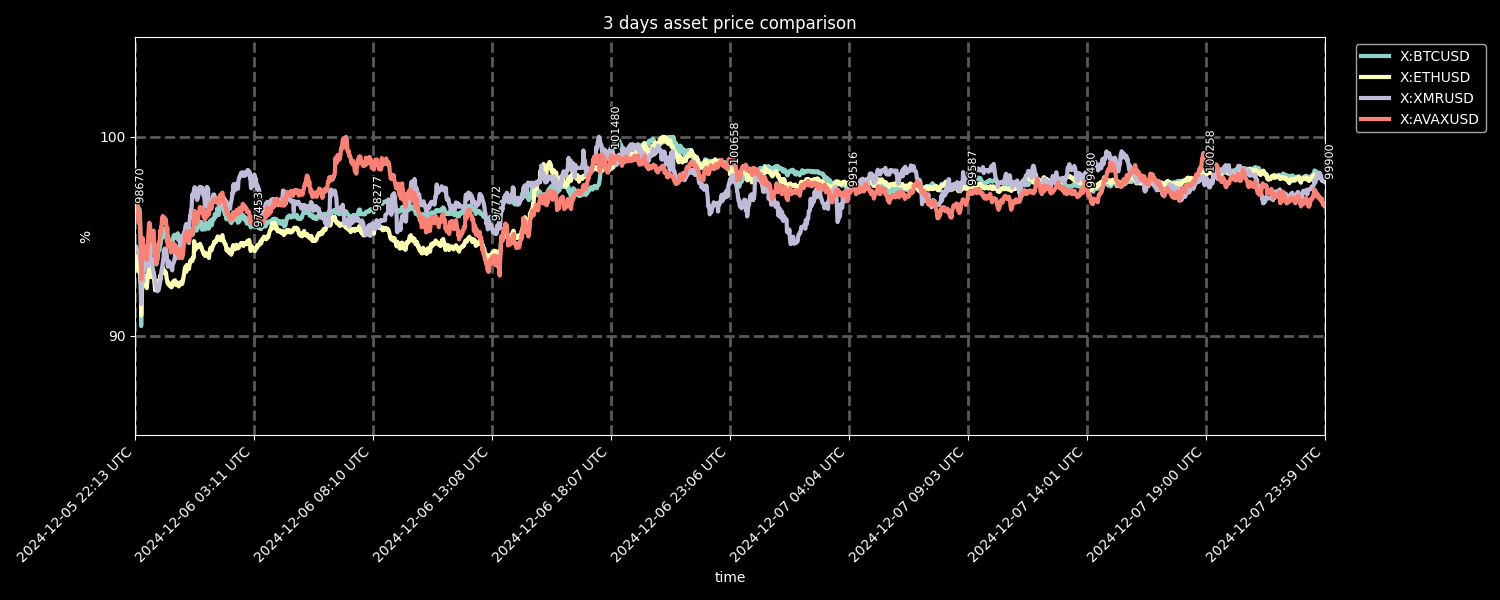 3 days asset price comparison
X:BTCUSD
X:ETHUSD
X:XMRUSD
X:AVAXUSD
100
90
%
98670
97453
98277
97772
101480
100658
99516
99587
99480
100258
99900
2024-12-05 22:13 UTC
2024-12-06 03:11 UTC
2024-12-06 08:10 UTC
2024-12-06 13:08 UTC
2024-12-06 18:07 UTC
2024-12-06 23:06 UTC
2024-12-07 04:04 UTC
2024-12-07 09:03 UTC
2024-12-07 14:01 UTC
2024-12-07 19:00 UTC
2024-12-07 23:59 UTC
time